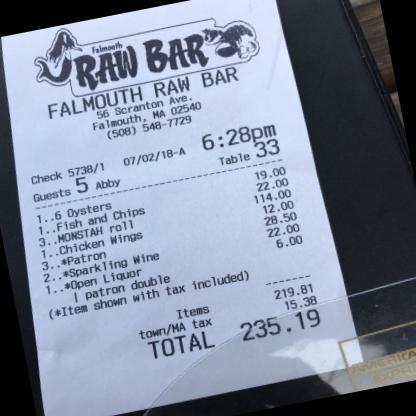 Falmouth
RAW BAR
FALMOUTH RAW BAR
56 Scranton Ave.
Falmouth, MA 02540
(508) 548-7729
Check 5738/1 07/02/18-A 6:28pm
Guests 5 Abby Table 33
1..6 Oysters 19.00
1..Fish and Chips 22.00
3..MONSTAH roll 114.00
1..Chicken Wings 12.00
3..*Patron 28.50
2..*Sparkling Wine 22.00
1..*Open Liquor 6.00
| patron double
(*Item shown with tax included)
Items 219.81
town/MA tax 15.38
TOTAL 235.19
AMERICA
EXPRE